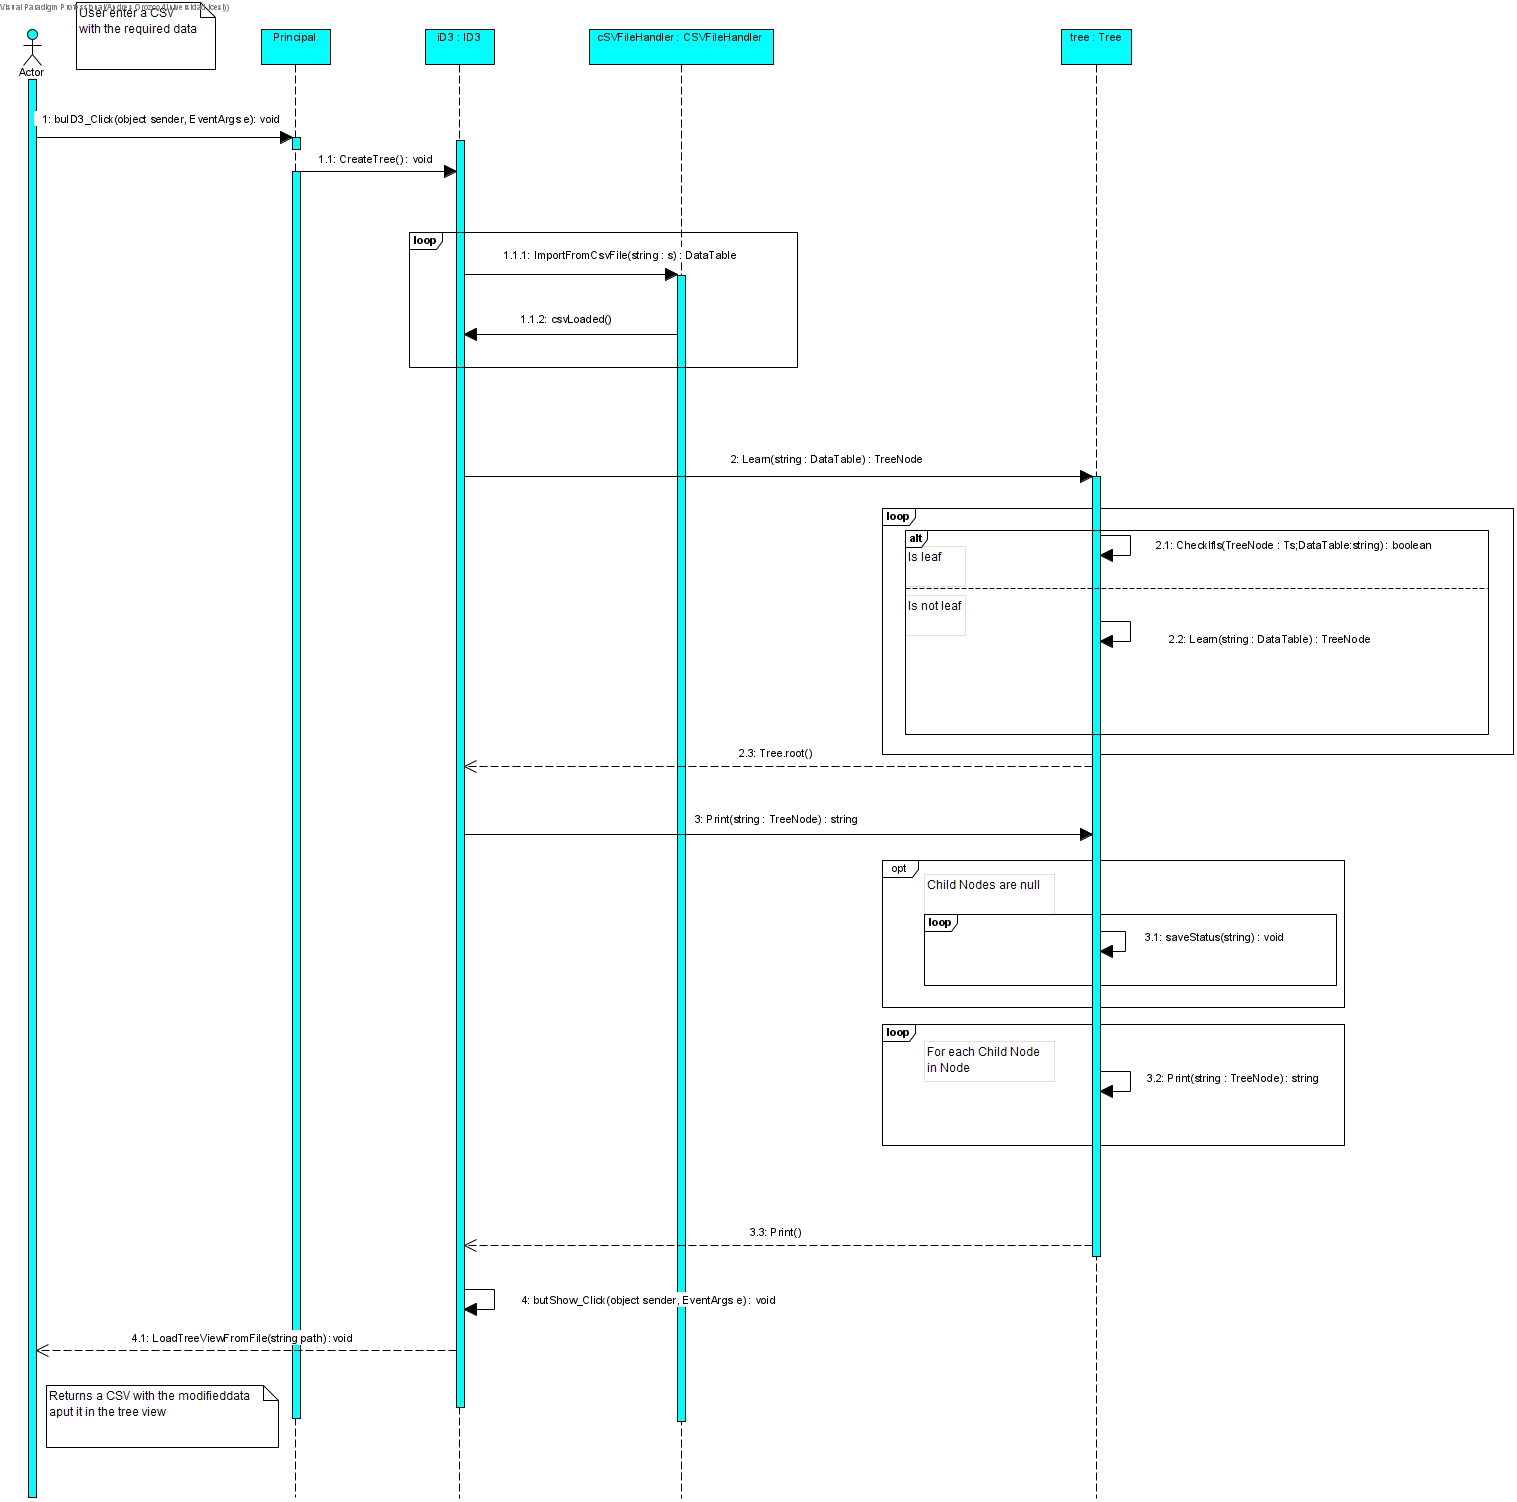 User enter a CSV
with the required data
Actor
Principal
iD3 : ID3
cSVFileHandler : CSVFileHandler
tree : Tree
1: buID3_Click(object sender, EventArgs e): void
1.1: CreateTree() : void
loop
1.1.1: ImportFromCsvFile(string : s) : DataTable
1.1.2: csvLoaded()
2: Learn(string : DataTable) : TreeNode
loop
alt
Is leaf
2.1: CheckIfIs(TreeNode : Ts;DataTable:string) : boolean
Is not leaf
2.2: Learn(string : DataTable) : TreeNode
2.3: Tree.root()
3: Print(string : TreeNode) : string
opt
Child Nodes are null
loop
3.1: saveStatus(string) : void
loop
For each Child Node
in Node
3.2: Print(string : TreeNode) : string
3.3: Print()
4: butShow_Click(object sender, EventArgs e) : void
4.1: LoadTreeViewFromFile(string path) : void
Returns a CSV with the modifieddata
aput it in the tree view